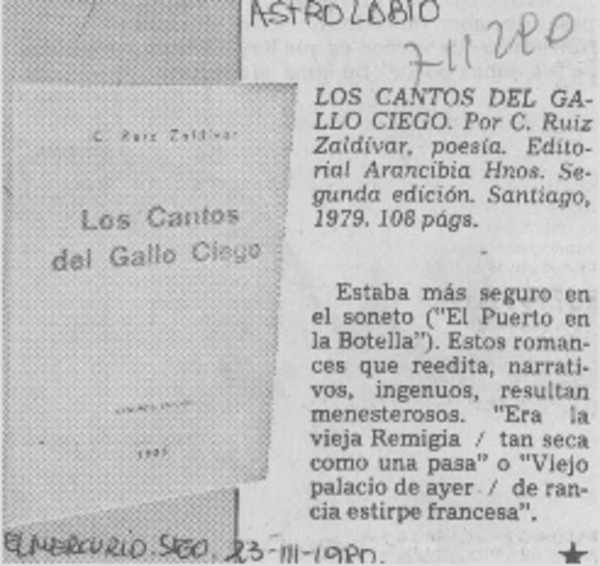 ASTROLABIO
711280
C. Ruiz Zaldívar
Los Cantos
del Gallo Ciego
LOS CANTOS DEL GA-
LLO CIEGO. Por C. Ruiz
Zaldívar, poesía. Edito-
rial Arancibia Hnos. Se-
gunda edición. Santiago,
1979. 108 págs.
Estaba más seguro en
el soneto ("El Puerto en
la Botella"). Estos roman-
ces que reedita, narrati-
vos, ingenuos, resultan
menesterosos. "Era la
vieja Remigia / tan seca
como una pasa" o "Viejo
palacio de ayer / de ran-
cia estirpe francesa".
EL MERCURIO. STGO. 23-III-1980.